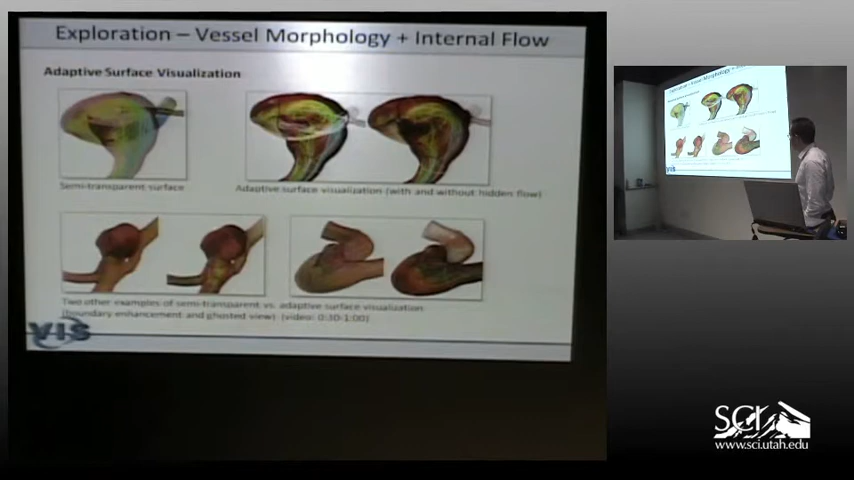 Exploration – Vessel Morphology + Internal Flow
Adaptive Surface Visualization
Semi-transparent surface
Adaptive surface visualization (with and without hidden flow)
Two other examples of semi-transparent vs. adaptive surface visualization
(boundary enhancement and ghosted view) (video: 0:30-1:00)
VIS
SCI
www.sci.utah.edu